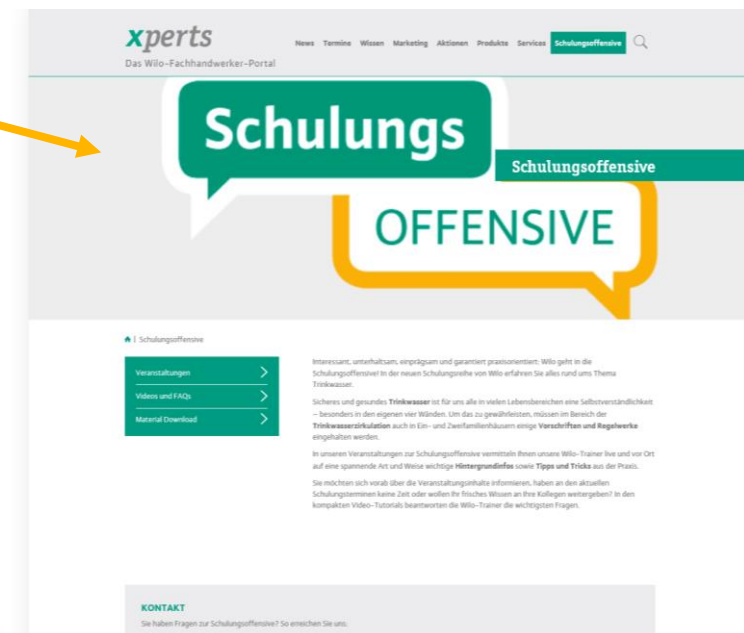 xperts
Das Wilo-Fachhandwerker-Portal
News Termine Wissen Marketing Aktionen Produkte Services Schulungsoffensive
Schulungs
Schulungsoffensive
OFFENSIVE
| Schulungsoffensive
Veranstaltungen
Videos und FAQs
Material Download
Interessant, unterhaltsam, einprägsam und garantiert praxisorientiert: Wilo geht in die
Schulungsoffensive! In der neuen Schulungsreihe von Wilo erfahren Sie alles rund ums Thema
Trinkwasser.
Sicheres und gesundes Trinkwasser ist für uns alle in vielen Lebensbereichen eine Selbstverständlichkeit
– besonders in den eigenen vier Wänden. Um das zu gewährleisten, müssen im Bereich der
Trinkwasserzirkulation auch in Ein- und Zweifamilienhäusern einige Vorschriften und Regelwerke
eingehalten werden.
In unseren Veranstaltungen zur Schulungsoffensive vermitteln Ihnen unsere Wilo-Trainer live und vor Ort
auf eine spannende Art und Weise wichtige Hintergrundinfos sowie Tipps und Tricks aus der Praxis.
Sie möchten sich vorab über die Veranstaltungsinhalte informieren, haben an den aktuellen
Schulungsterminen keine Zeit oder wollen Ihr frisches Wissen an Ihre Kollegen weitergeben? In den
kompakten Video-Tutorials beantworten die Wilo-Trainer die wichtigsten Fragen.
KONTAKT
Sie haben Fragen zur Schulungsoffensive? So erreichen Sie uns: